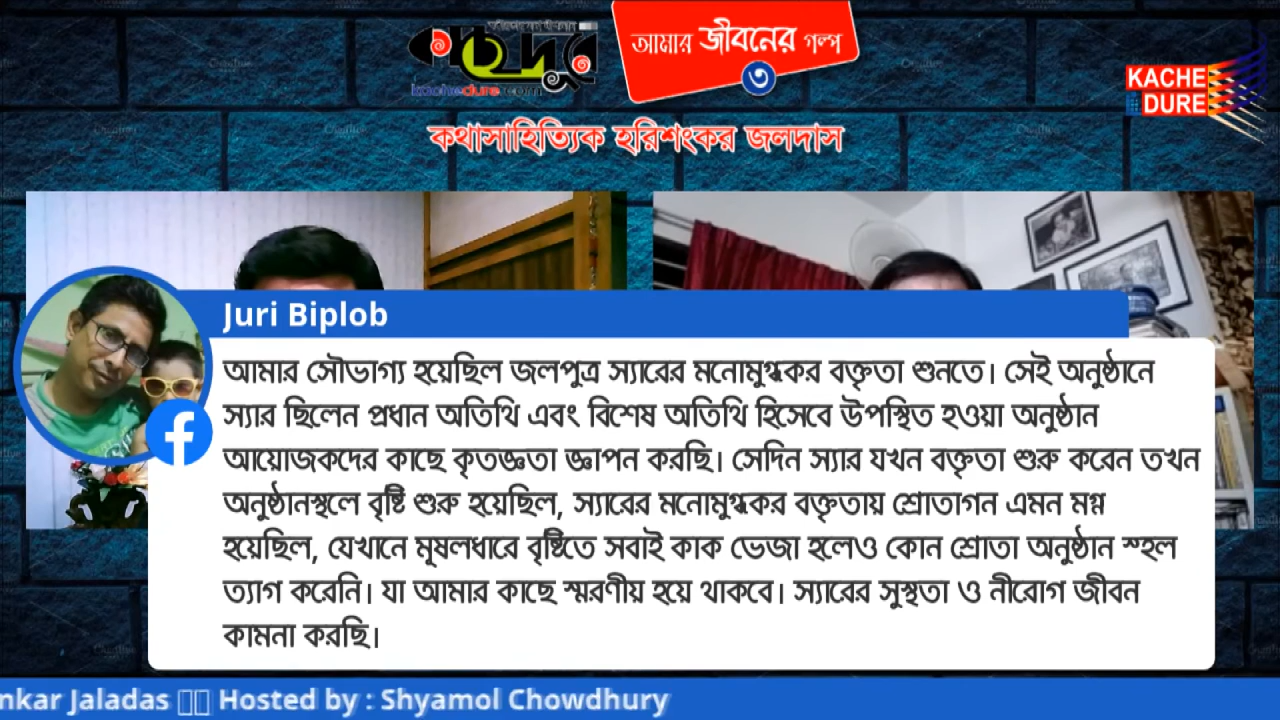 কাছে দূরে
kachedure.com
আমার জীবনের গল্প
৩
KACHE
DURE
কথাসাহিত্যিক হরিশংকর জলদাস
Juri Biplob
আমার সৌভাগ্য হয়েছিল জলপুত্র স্যারের মনোমুগ্ধকর বক্তৃতা শুনতে। সেই অনুষ্ঠানে
স্যার ছিলেন প্রধান অতিথি এবং বিশেষ অতিথি হিসেবে উপস্থিত হওয়া অনুষ্ঠান
আয়োজকদের কাছে কৃতজ্ঞতা জ্ঞাপন করছি। সেদিন স্যার যখন বক্তৃতা শুরু করেন তখন
অনুষ্ঠানস্থলে বৃষ্টি শুরু হয়েছিল, স্যারের মনোমুগ্ধকর বক্তৃতায় শ্রোতাগন এমন মগ্ন
হয়েছিল, যেখানে মূষলধারে বৃষ্টিতে সবাই কাক ভেজা হলেও কোন শ্রোতা অনুষ্ঠান স্হল
ত্যাগ করেনি। যা আমার কাছে স্মরণীয় হয়ে থাকবে। স্যারের সুস্থতা ও নীরোগ জীবন
কামনা করছি।
nkar Jaladas Hosted by : Shyamol Chowdhury